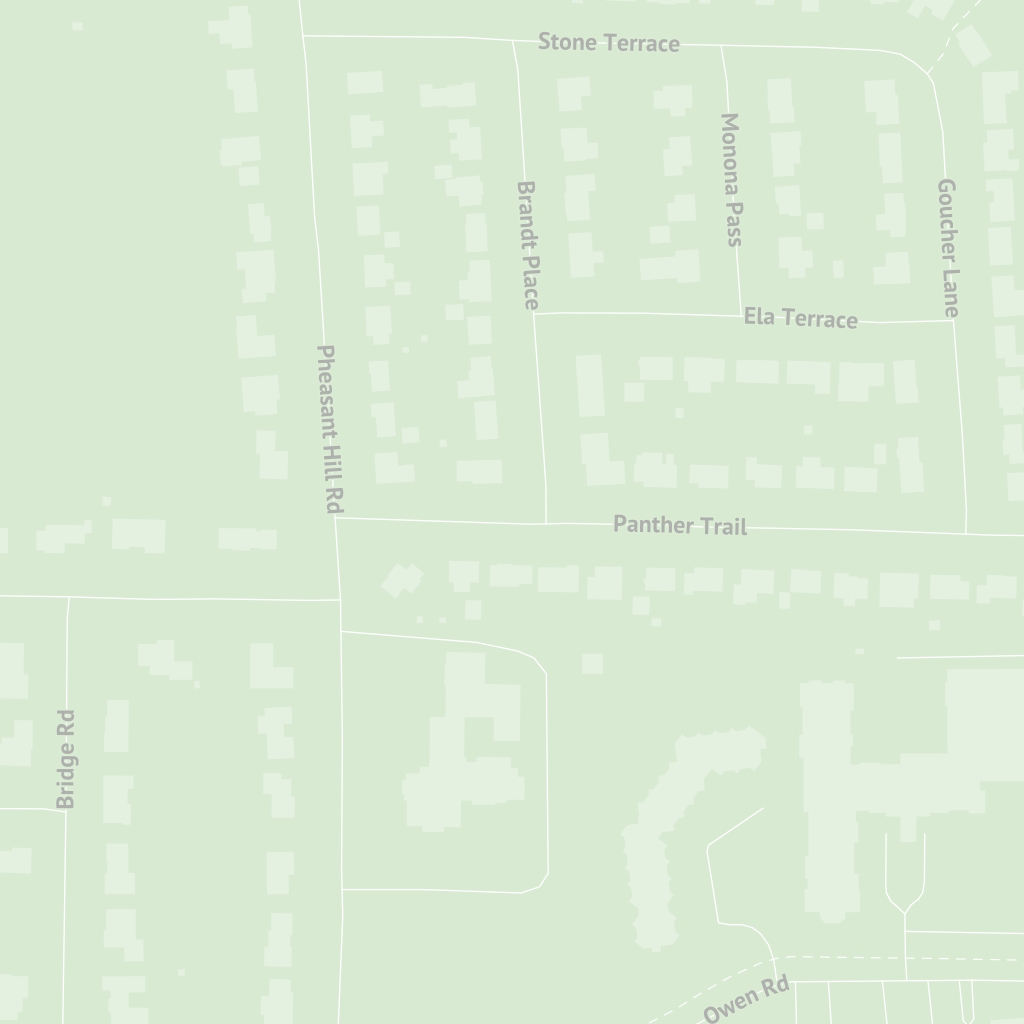 Stone Terrace
Monona Pass
Brandt Place
Goucher Lane
Ela Terrace
Pheasant Hill Rd
Panther Trail
Bridge Rd
Owen Rd